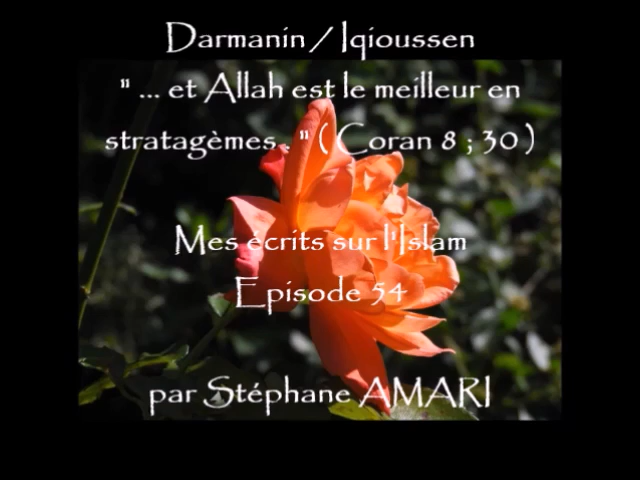 Darmanin / Iqioussen
" ... et Allah est le meilleur en
stratagèmes . " ( Coran 8 ; 30 )
Mes écrits sur l'Islam
Episode 54
par Stéphane AMARI